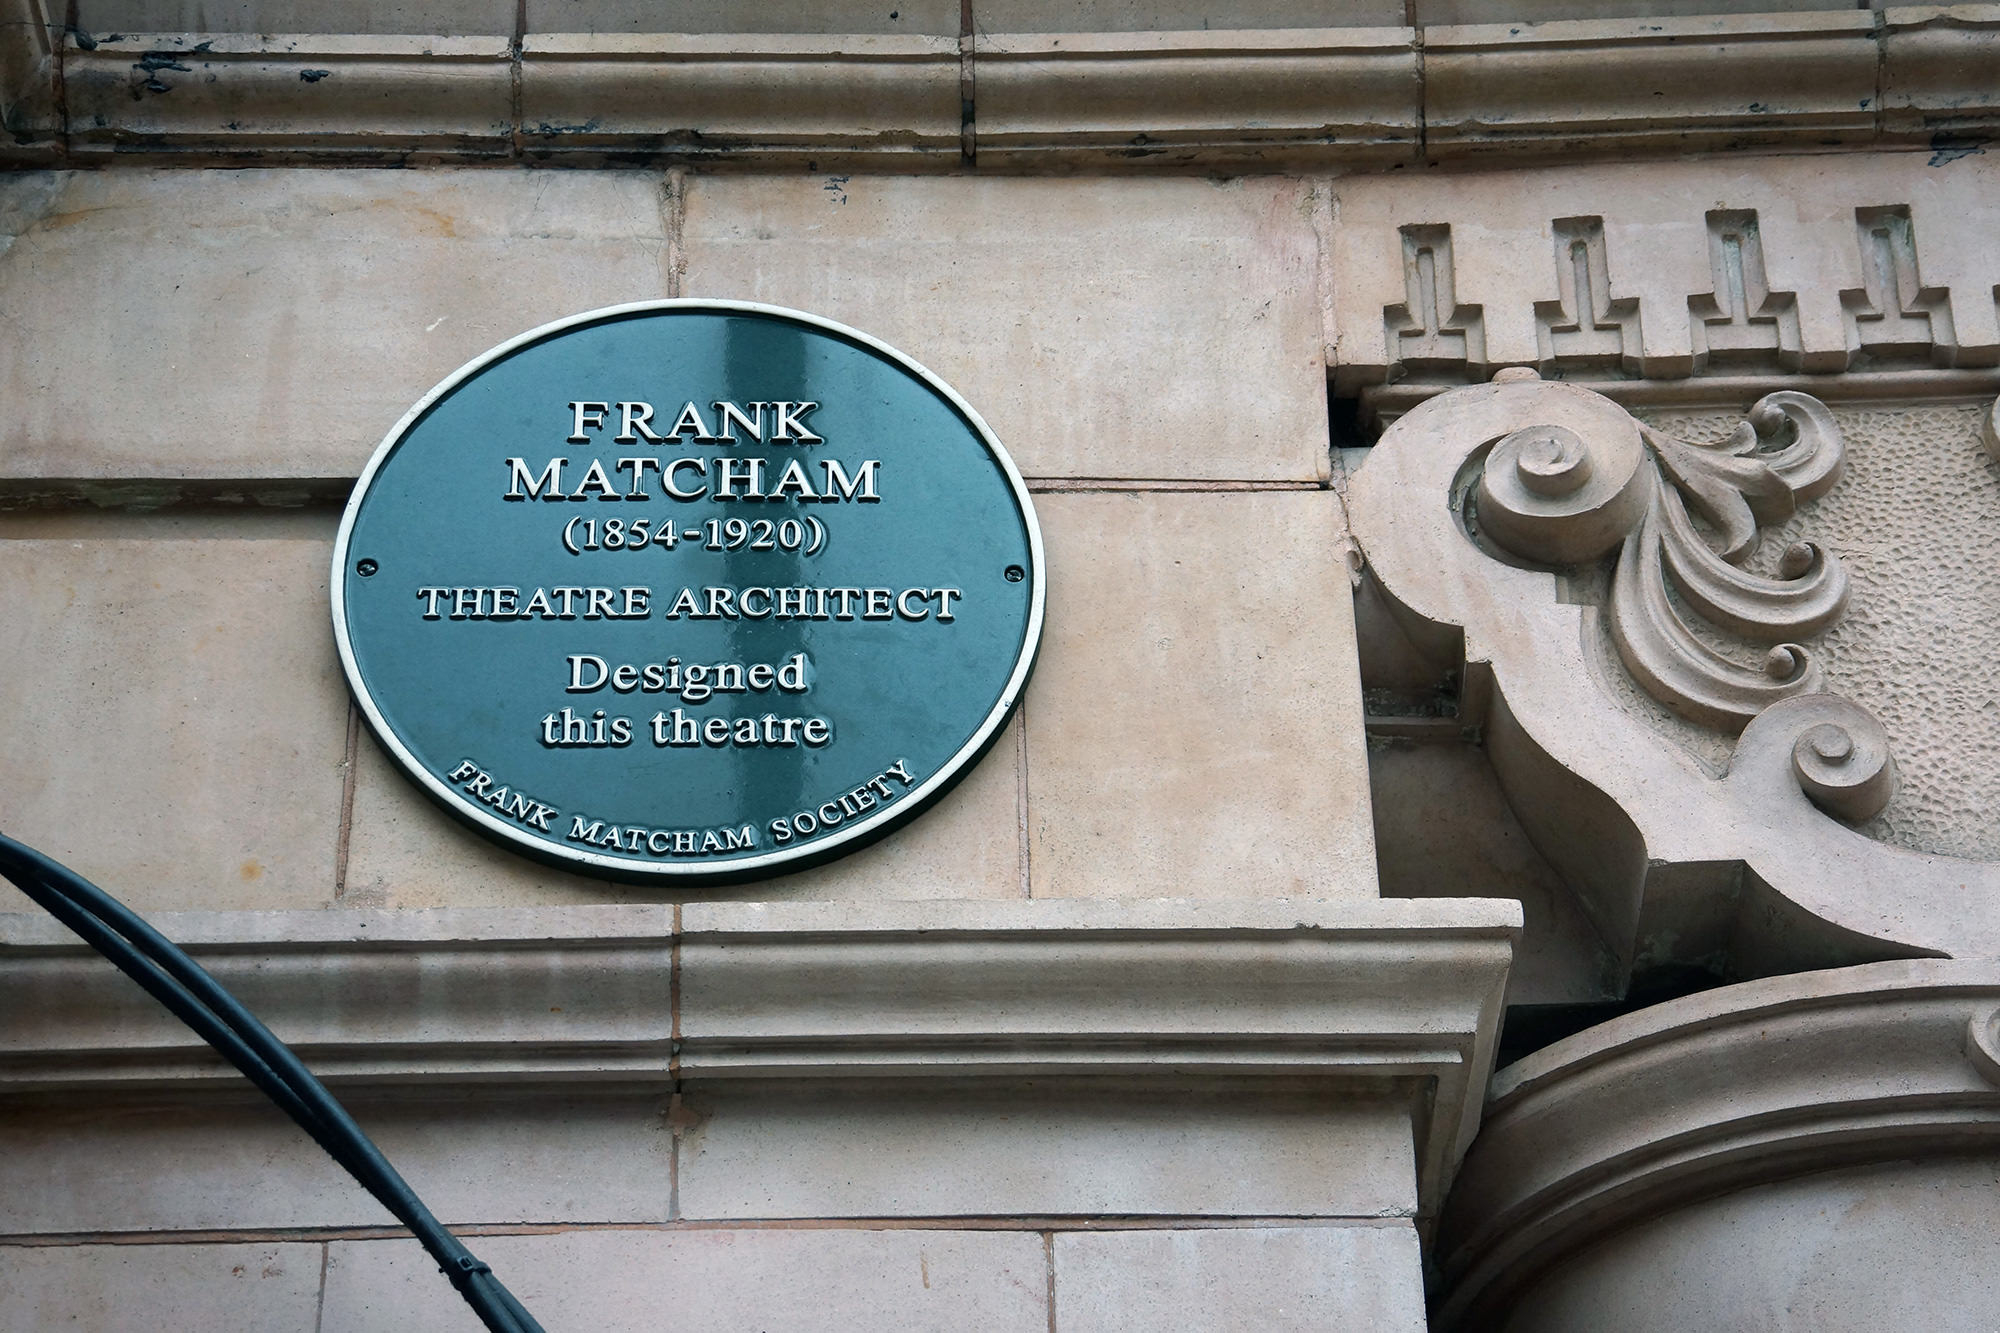 FRANK
MATCHAM
(1854-1920)
THEATRE ARCHITECT
Designed
this theatre
FRANK MATCHAM SOCIETY